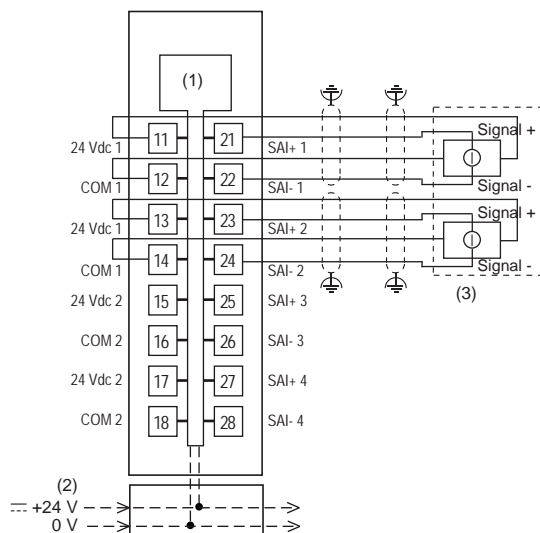 (1)
11 21 Signal +
24 Vdc 1 SAI+ 1
12 22
COM 1 SAI- 1 Signal -
13 23 Signal +
24 Vdc 1 SAI+ 2
14 24
COM 1 SAI- 2 Signal -
24 Vdc 2 15 25 SAI+ 3
(3)
COM 2 16 26 SAI- 3
24 Vdc 2 17 27 SAI+ 4
COM 2 18 28 SAI- 4
(2)
+24 V
0 V